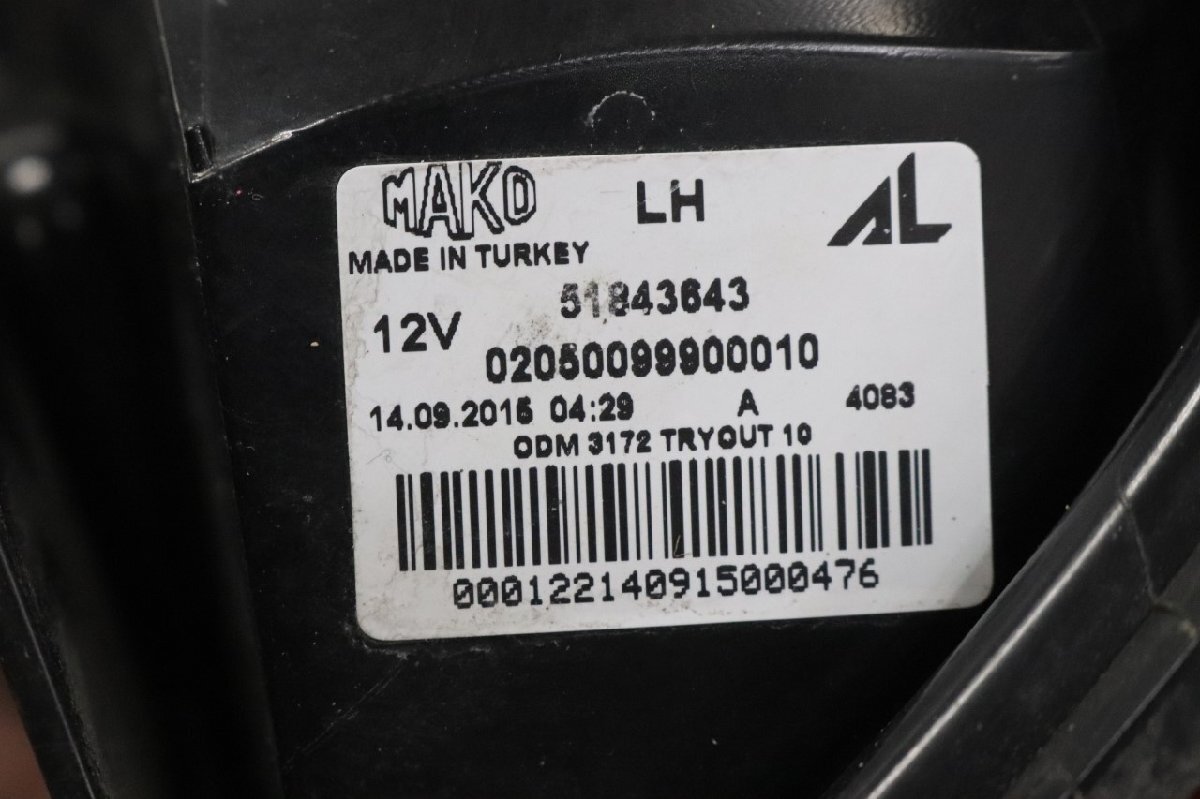 MAKO LH AL
MADE IN TURKEY
51843643
12V
02050099900010
14.09.2015 04:29 A 4083
ODM 3172 TRYOUT 10
000122140915000476